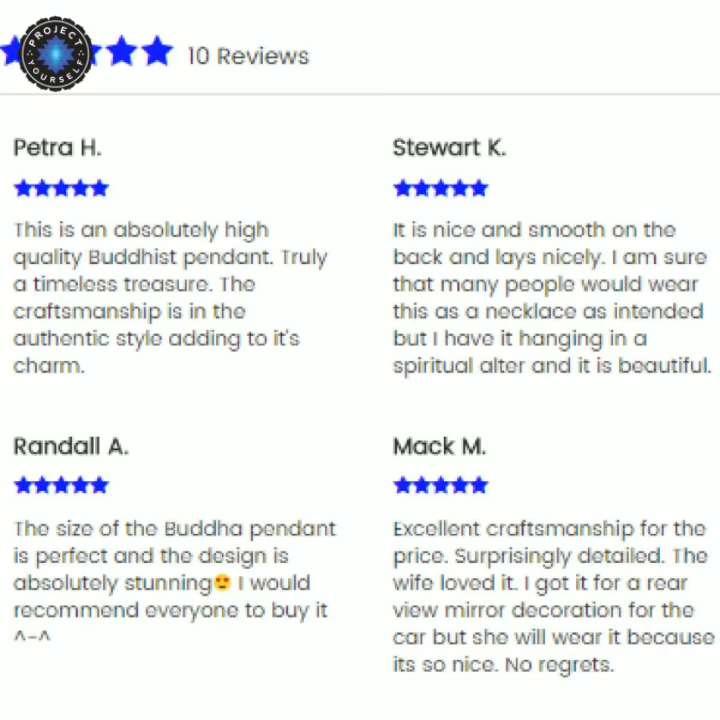 PROJECT
YOURSELF
10 Reviews
Petra H.
This is an absolutely high
quality Buddhist pendant. Truly
a timeless treasure. The
craftsmanship is in the
authentic style adding to it's
charm.
Stewart K.
It is nice and smooth on the
back and lays nicely. I am sure
that many people would wear
this as a necklace as intended
but I have it hanging in a
spiritual alter and it is beautiful.
Randall A.
The size of the Buddha pendant
is perfect and the design is
absolutely stunning😍 I would
recommend everyone to buy it
^-^
Mack M.
Excellent craftsmanship for the
price. Surprisingly detailed. The
wife loved it. I got it for a rear
view mirror decoration for the
car but she will wear it because
its so nice. No regrets.